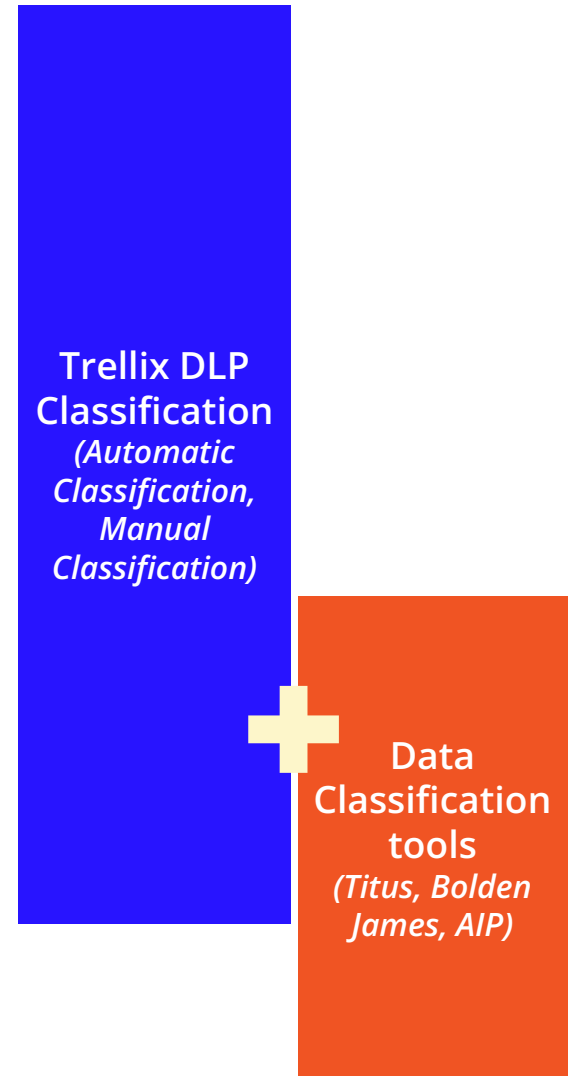 Trellix DLP
Classification
(Automatic
Classification,
Manual
Classification)
Data
Classification
tools
(Titus, Bolden
James, AIP)